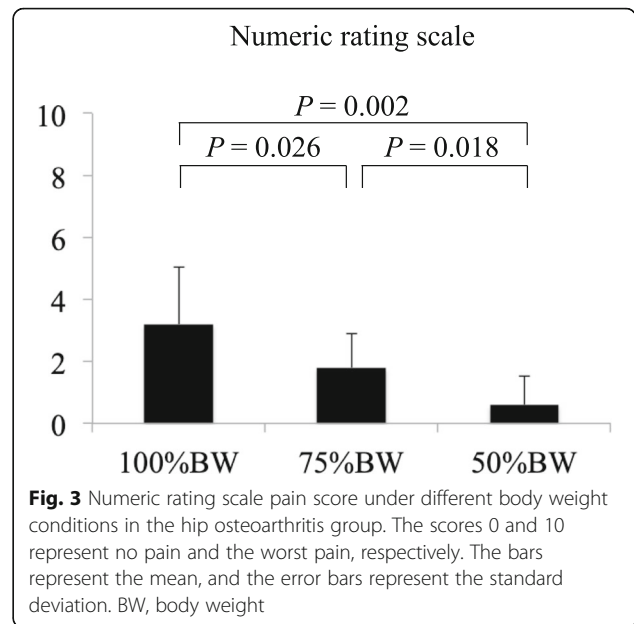 Numeric rating scale
P = 0.002
P = 0.026
P = 0.018
10
8
6
4
2
0
100%BW
75%BW
50%BW
Fig. 3 Numeric rating scale pain score under different body weight
conditions in the hip osteoarthritis group. The scores 0 and 10
represent no pain and the worst pain, respectively. The bars
represent the mean, and the error bars represent the standard
deviation. BW, body weight